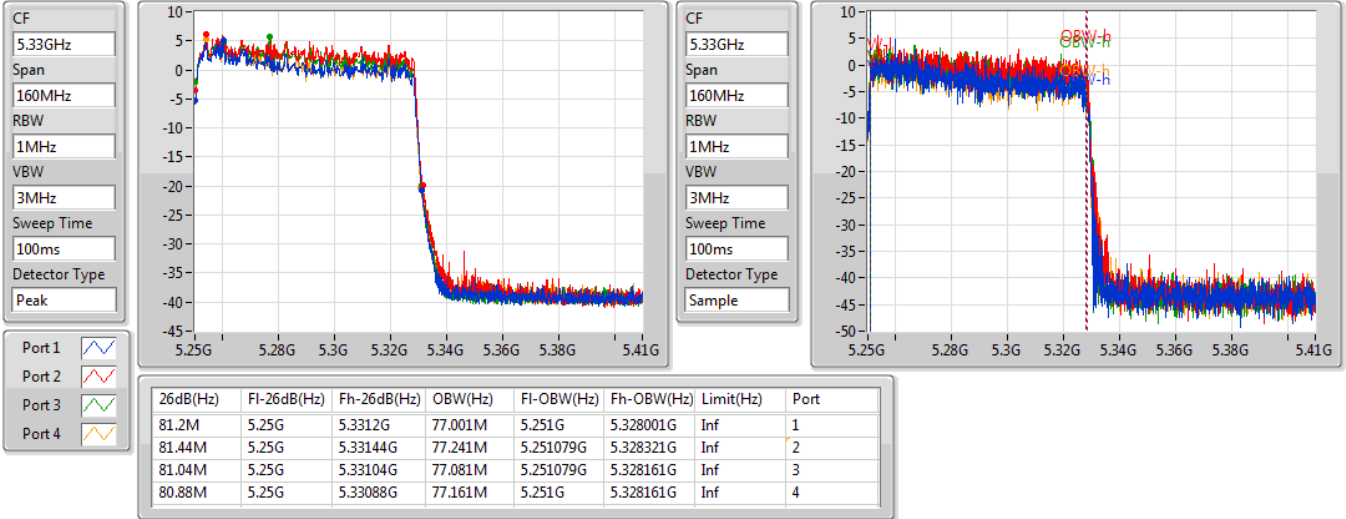 CF
5.33GHz
Span
160MHz
RBW
1MHz
VBW
3MHz
Sweep Time
100ms
Detector Type
Peak
10
5
0
-5
-10
-15
-20
-25
-30
-35
-40
-45
5.25G 5.28G 5.3G 5.32G 5.34G 5.36G 5.38G 5.41G
CF
5.33GHz
Span
160MHz
RBW
1MHz
VBW
3MHz
Sweep Time
100ms
Detector Type
Sample
10
5
0
-5
-10
-15
-20
-25
-30
-35
-40
-45
-50
OBW-h
OBW-h
5.25G 5.28G 5.3G 5.32G 5.34G 5.36G 5.38G 5.41G
Port 1
Port 2
Port 3
Port 4
26dB(Hz) Fl-26dB(Hz) Fh-26dB(Hz) OBW(Hz) Fl-OBW(Hz) Fh-OBW(Hz) Limit(Hz) Port
81.2M 5.25G 5.3312G 77.001M 5.251G 5.328001G Inf 1
81.44M 5.25G 5.33144G 77.241M 5.251079G 5.328321G Inf 2
81.04M 5.25G 5.33104G 77.081M 5.251079G 5.328161G Inf 3
80.88M 5.25G 5.33088G 77.161M 5.251G 5.328161G Inf 4